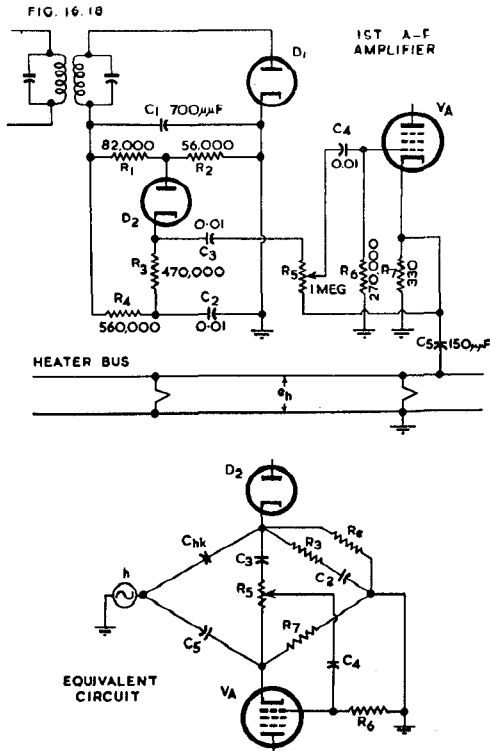 FIG. 16.18
1ST A-F
AMPLIFIER
D1
VA
C1 700μμF
C4
0.01
82,000
56,000
R1
R2
D2
0.01
C3
R3
470,000
R5
1 MEG
R6
270,000
R7
330
R4
560,000
C2
0.01
C5
150μμF
HEATER BUS
eh
D2
Chk
Re
R3
C3
C2
h
R5
R7
C5
C4
EQUIVALENT
CIRCUIT
VA
R6